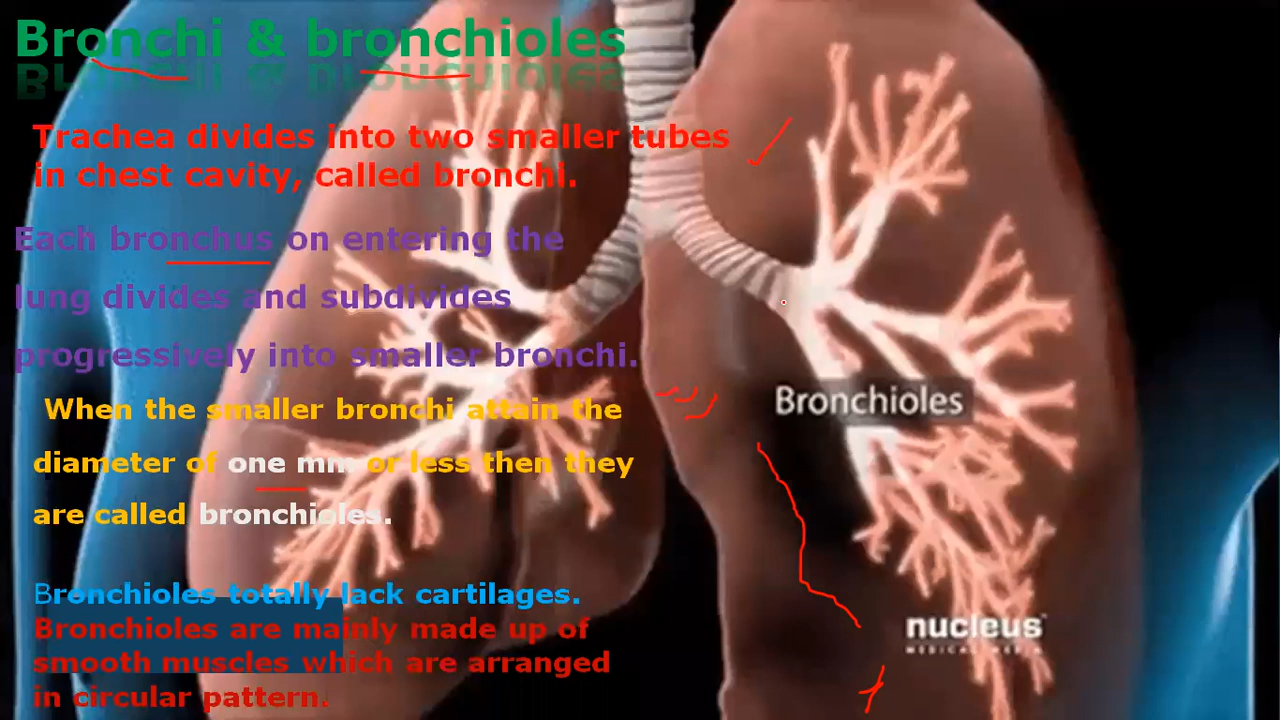 Bronchi & bronchioles
Trachea divides into two smaller tubes
in chest cavity, called bronchi.
Each bronchus on entering the
lung divides and subdivides
progressively into smaller bronchi.
When the smaller bronchi attain the
diameter of one mm or less then they
are called bronchioles.
Bronchioles
Bronchioles totally lack cartilages.
Bronchioles are mainly made up of
smooth muscles which are arranged
in circular pattern.
nucleus
MEDICAL MEDIA